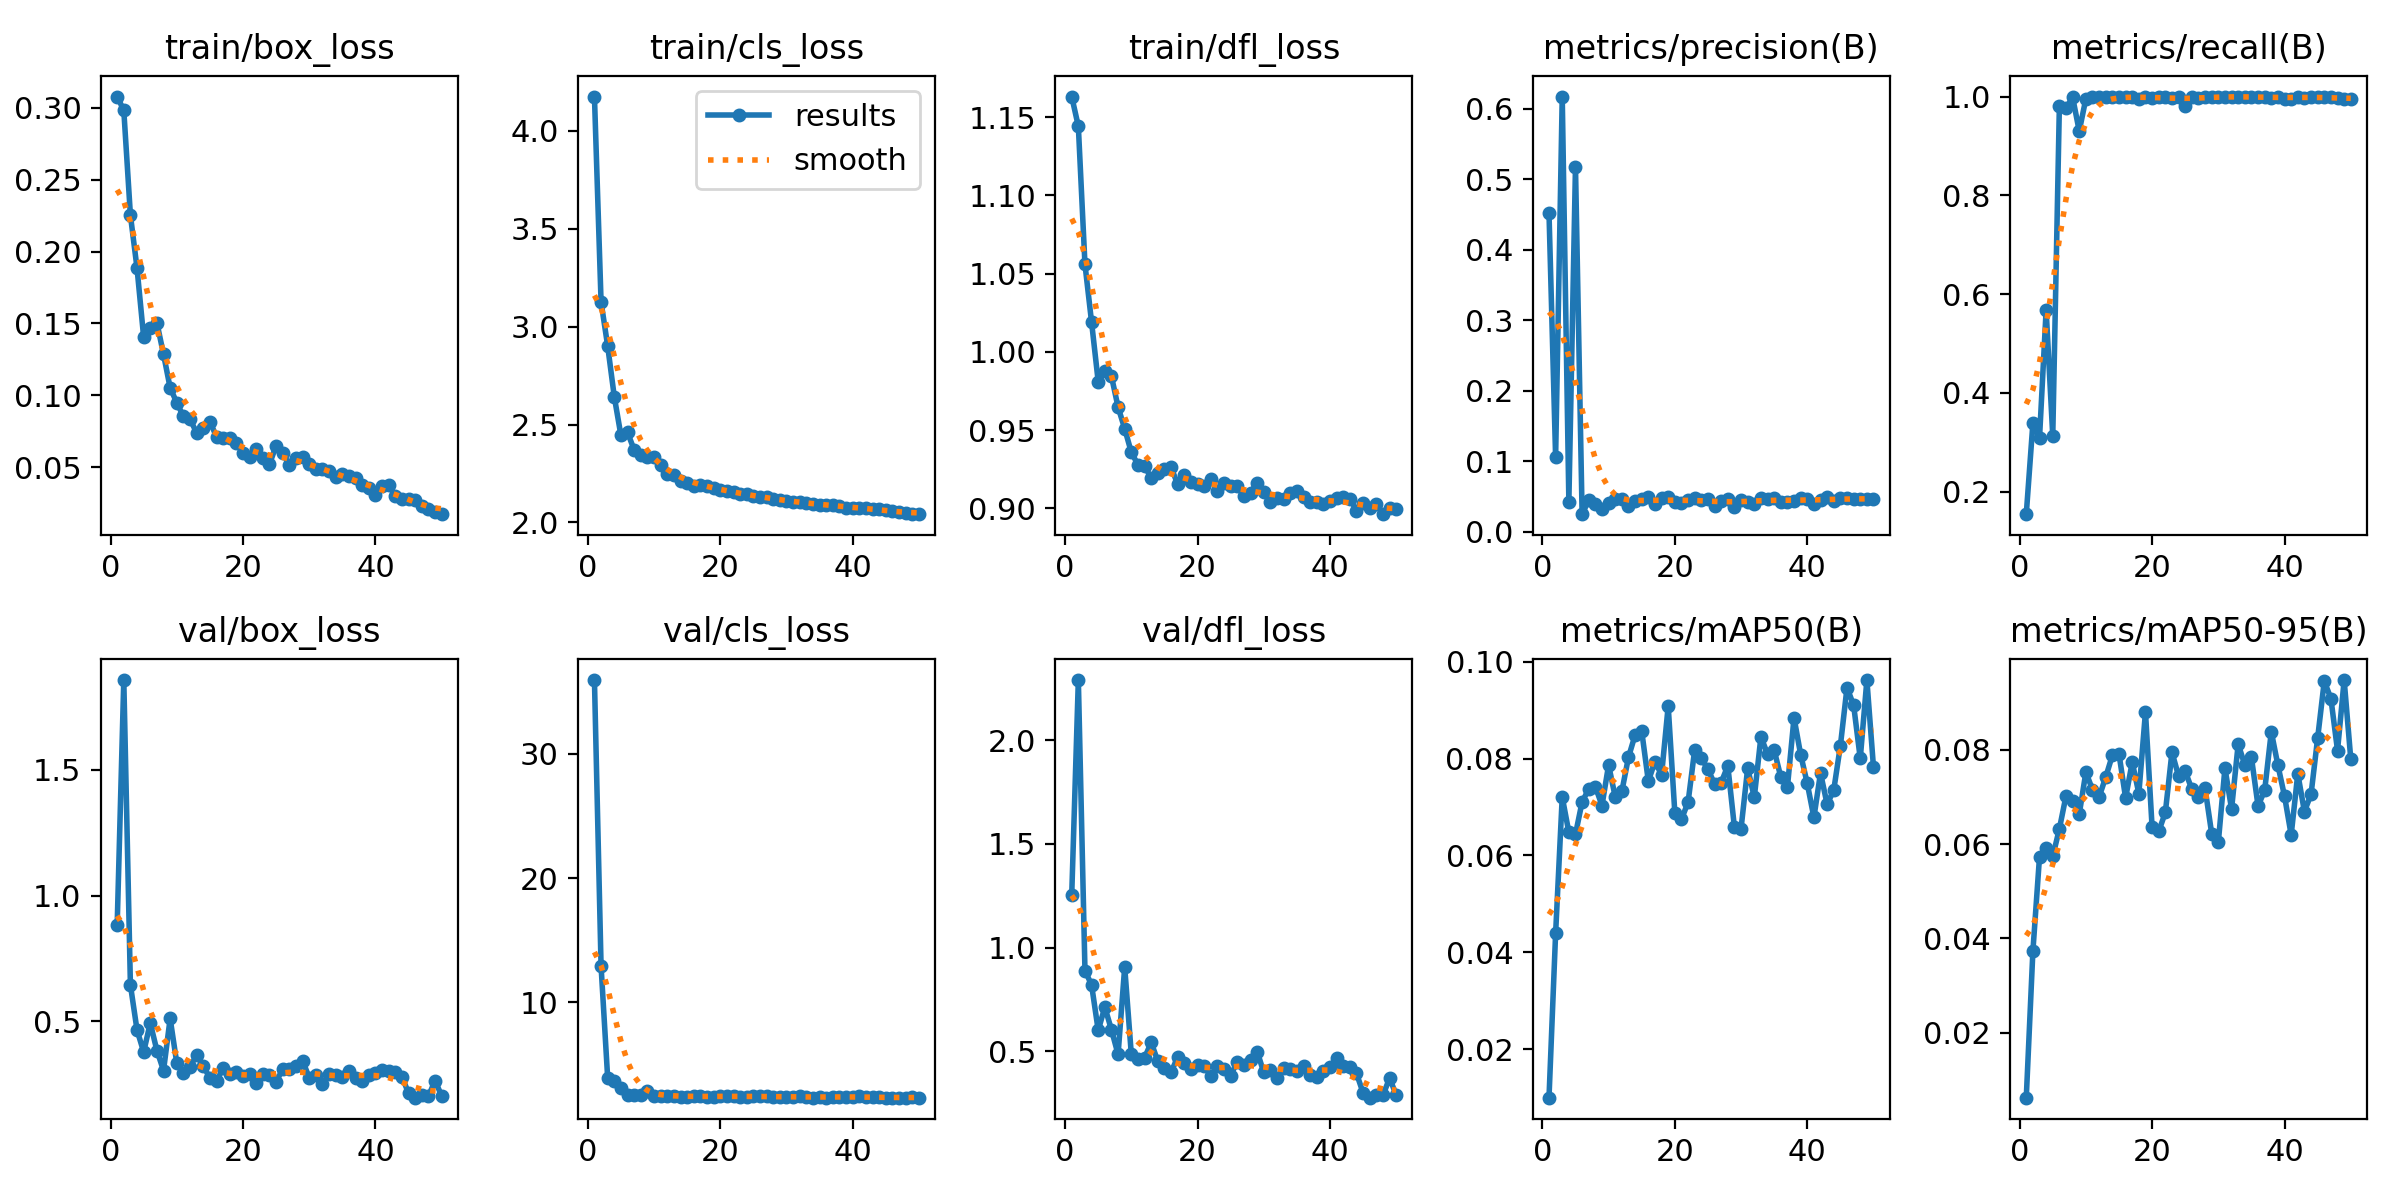 train/box_loss
0.30
0.25
0.20
0.15
0.10
0.05
0 20 40
train/cls_loss
results
smooth
4.0
3.5
3.0
2.5
2.0
0 20 40
train/dfl_loss
1.15
1.10
1.05
1.00
0.95
0.90
0 20 40
metrics/precision(B)
0.6
0.5
0.4
0.3
0.2
0.1
0.0
0 20 40
metrics/recall(B)
1.0
0.8
0.6
0.4
0.2
0 20 40
val/box_loss
1.5
1.0
0.5
0 20 40
val/cls_loss
30
20
10
0 20 40
val/dfl_loss
2.0
1.5
1.0
0.5
0 20 40
metrics/mAP50(B)
0.10
0.08
0.06
0.04
0.02
0 20 40
metrics/mAP50-95(B)
0.08
0.06
0.04
0.02
0 20 40